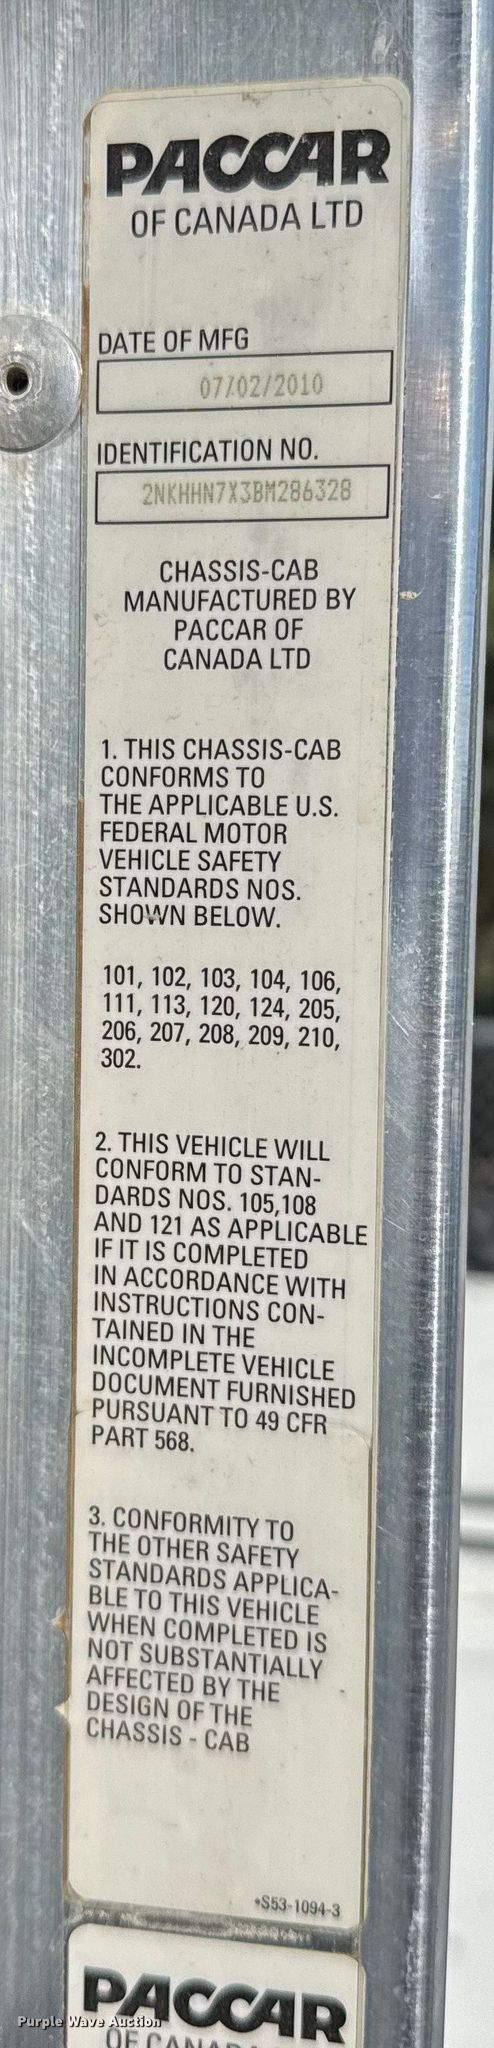 PACCAR
OF CANADA LTD
DATE OF MFG
07/02/2010
IDENTIFICATION NO.
2NKHHN7X3BM286328
CHASSIS-CAB
MANUFACTURED BY
PACCAR OF
CANADA LTD
1. THIS CHASSIS-CAB
CONFORMS TO
THE APPLICABLE U.S.
FEDERAL MOTOR
VEHICLE SAFETY
STANDARDS NOS.
SHOWN BELOW.
101, 102, 103, 104, 106,
111, 113, 120, 124, 205,
206, 207, 208, 209, 210,
302.
2. THIS VEHICLE WILL
CONFORM TO STAN-
DARDS NOS. 105,108
AND 121 AS APPLICABLE
IF IT IS COMPLETED
IN ACCORDANCE WITH
INSTRUCTIONS CON-
TAINED IN THE
INCOMPLETE VEHICLE
DOCUMENT FURNISHED
PURSUANT TO 49 CFR
PART 568.
3. CONFORMITY TO
THE OTHER SAFETY
STANDARDS APPLICA-
BLE TO THIS VEHICLE
WHEN COMPLETED IS
NOT SUBSTANTIALLY
AFFECTED BY THE
DESIGN OF THE
CHASSIS - CAB
*S53-1094-3
PACCAR
OF CANADA
Purple Wave Auction